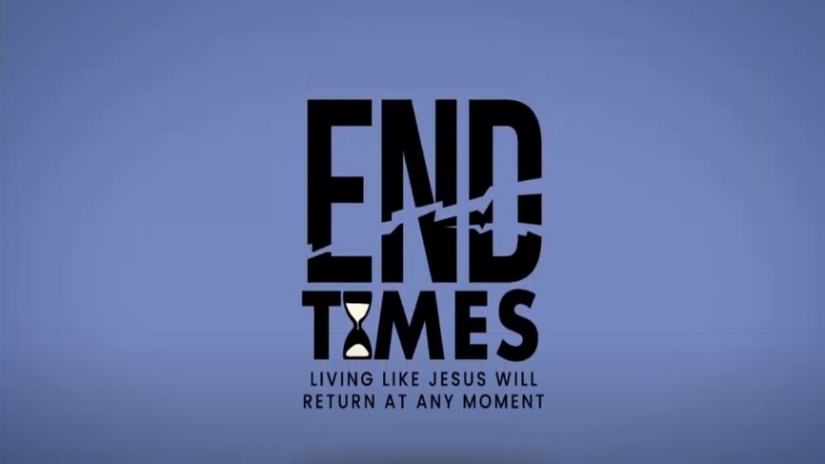 END
TIMES
LIVING LIKE JESUS WILL
RETURN AT ANY MOMENT